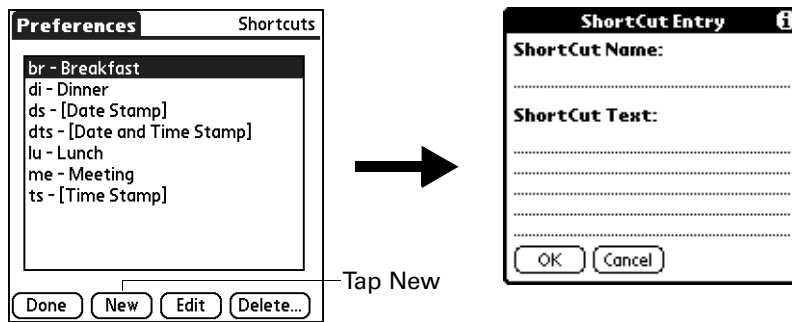 Preferences Shortcuts
br - Breakfast
di - Dinner
ds - [Date Stamp]
dts - [Date and Time Stamp]
lu - Lunch
me - Meeting
ts - [Time Stamp]
Done New Edit Delete...
Tap New
ShortCut Entry i
ShortCut Name:
ShortCut Text:
OK Cancel